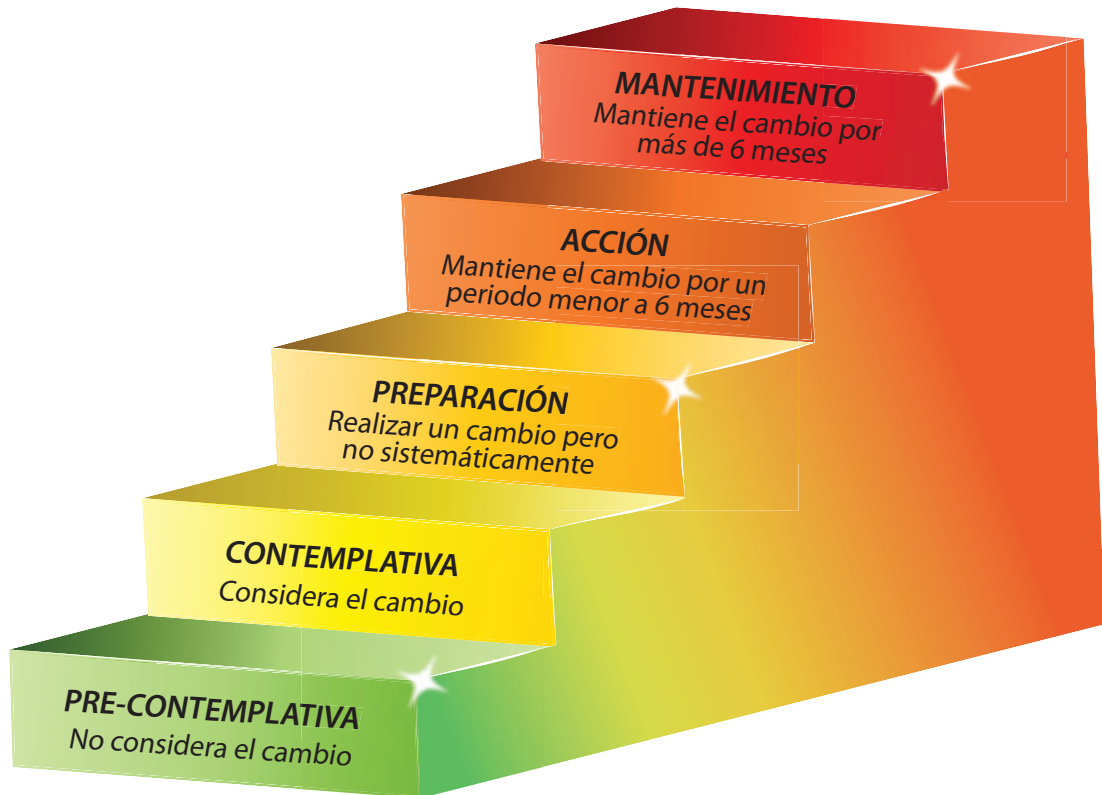 MANTENIMIENTO
Mantiene el cambio por
más de 6 meses
ACCIÓN
Mantiene el cambio por un
periodo menor a 6 meses
PREPARACIÓN
Realizar un cambio pero
no sistemáticamente
CONTEMPLATIVA
Considera el cambio
PRE-CONTEMPLATIVA
No considera el cambio